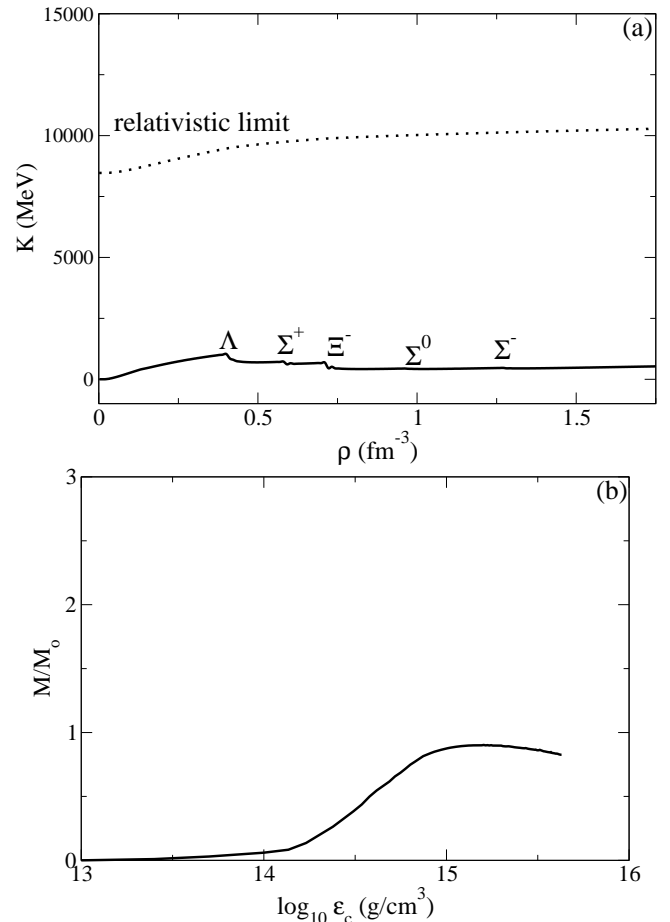 15000
(a)
relativistic limit
10000
K (MeV)
5000
Λ Σ⁺ Ξ⁻ Σ⁰ Σ⁻
0
0 0.5 1 1.5
ρ (fm⁻³)
3
(b)
2
M/Mₒ
1
0
13 14 15 16
log₁₀ ε_c (g/cm³)